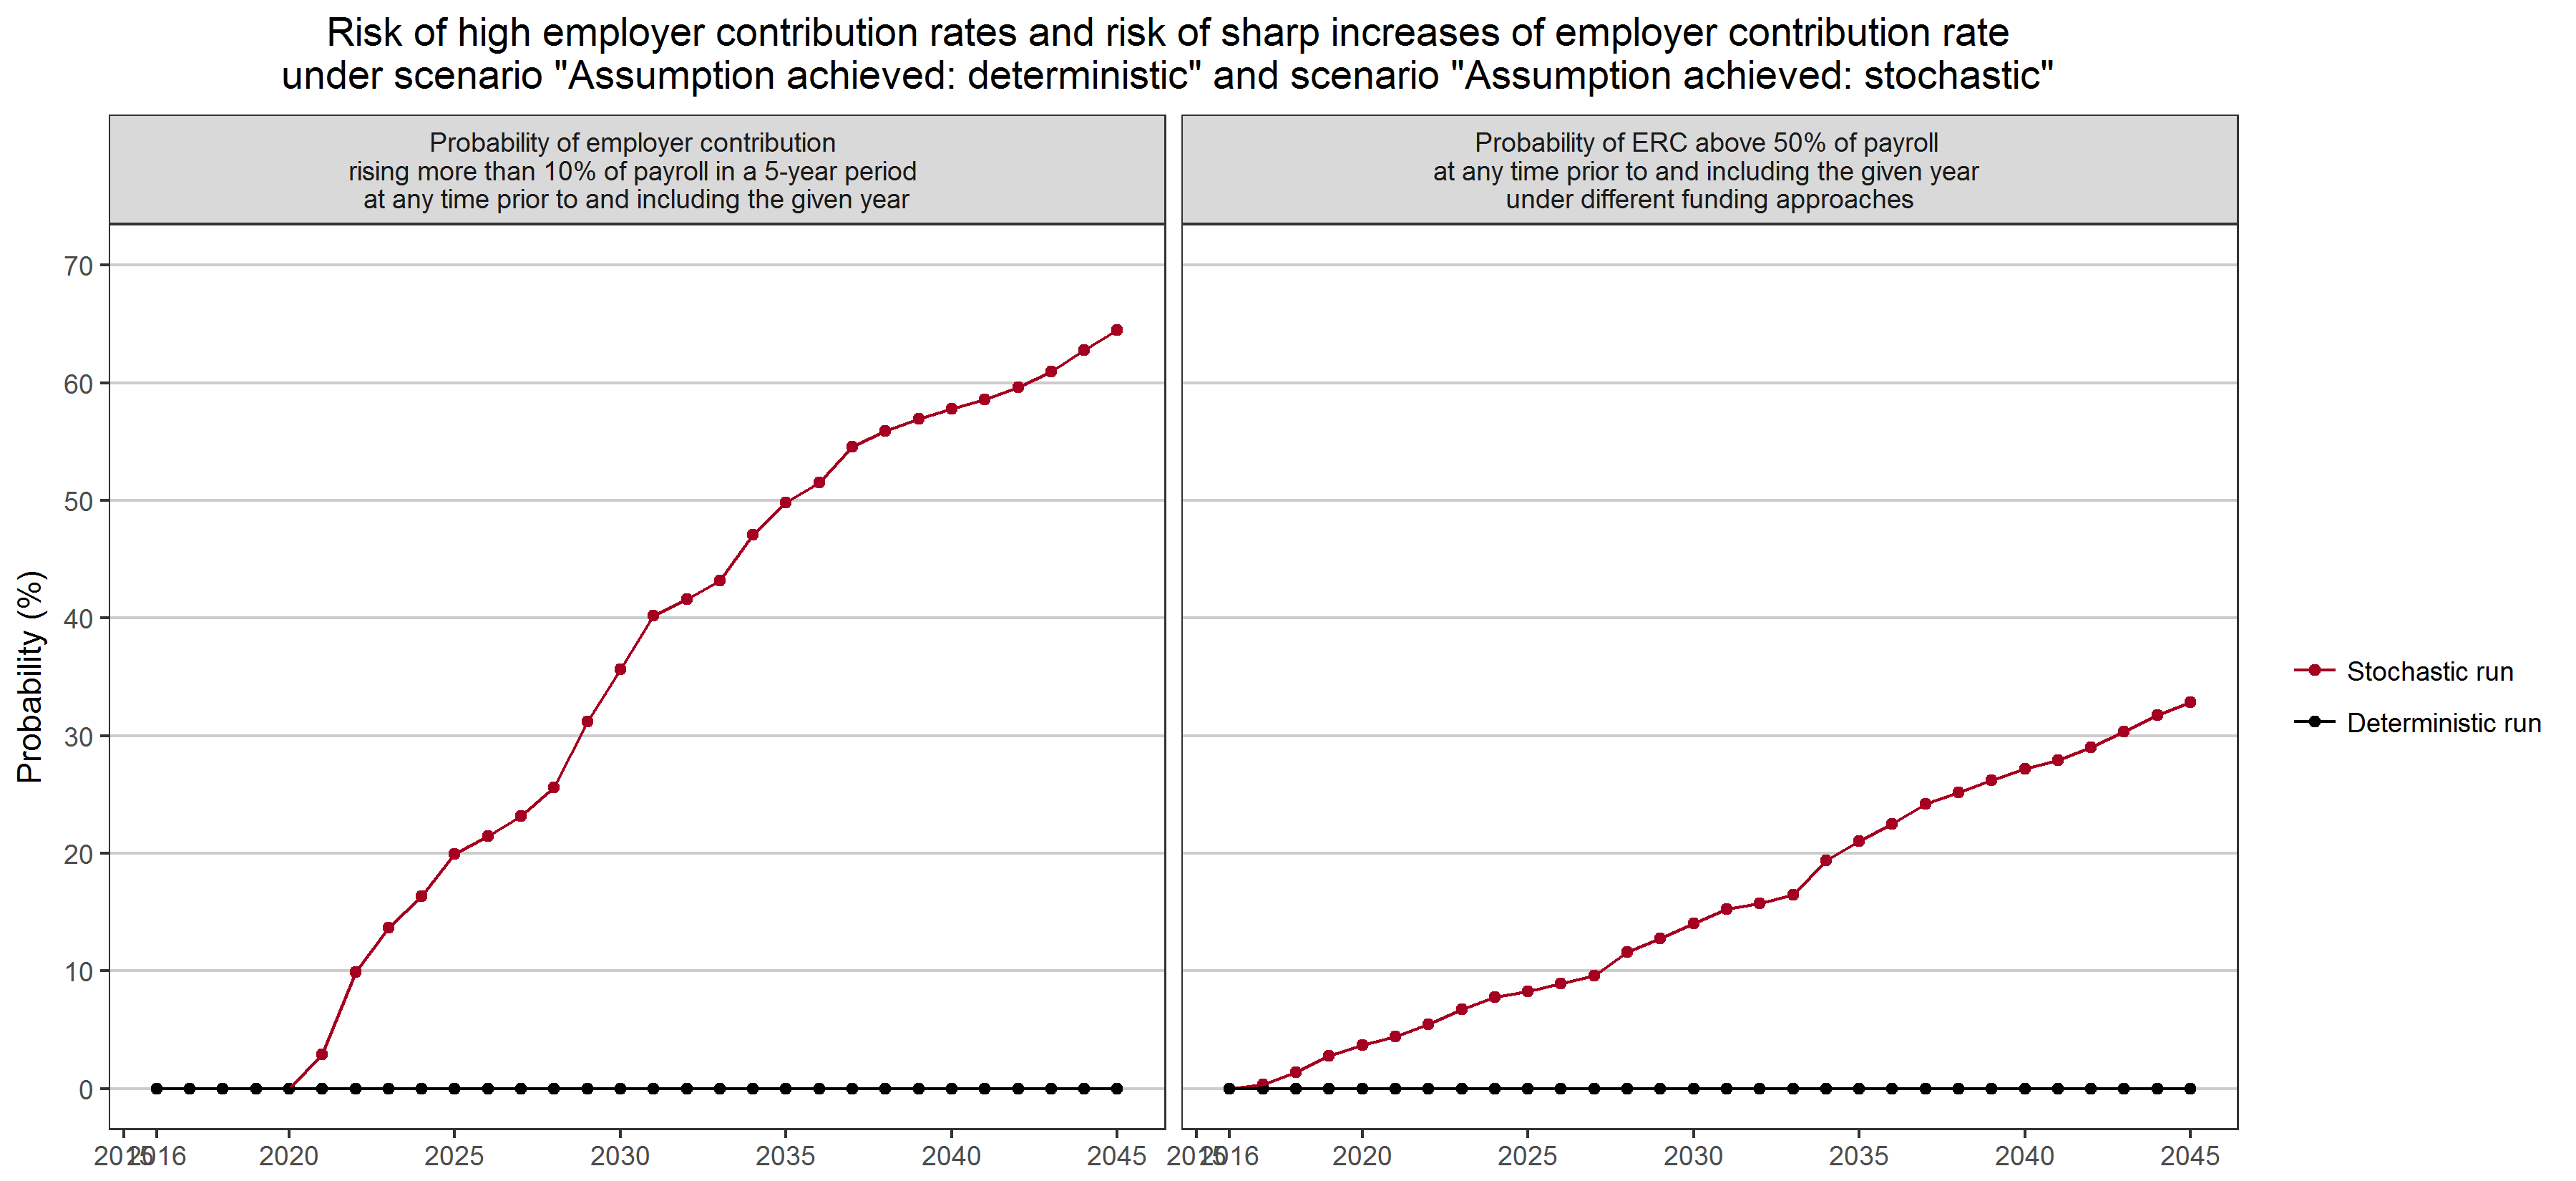 Risk of high employer contribution rates and risk of sharp increases of employer contribution rate
under scenario "Assumption achieved: deterministic" and scenario "Assumption achieved: stochastic"
Probability of employer contribution
rising more than 10% of payroll in a 5-year period
at any time prior to and including the given year
Probability of ERC above 50% of payroll
at any time prior to and including the given year
under different funding approaches
Probability (%)
70
60
50
40
30
20
10
0
2015 2016 2020 2025 2030 2035 2040 2045
2015 2016 2020 2025 2030 2035 2040 2045
Stochastic run
Deterministic run